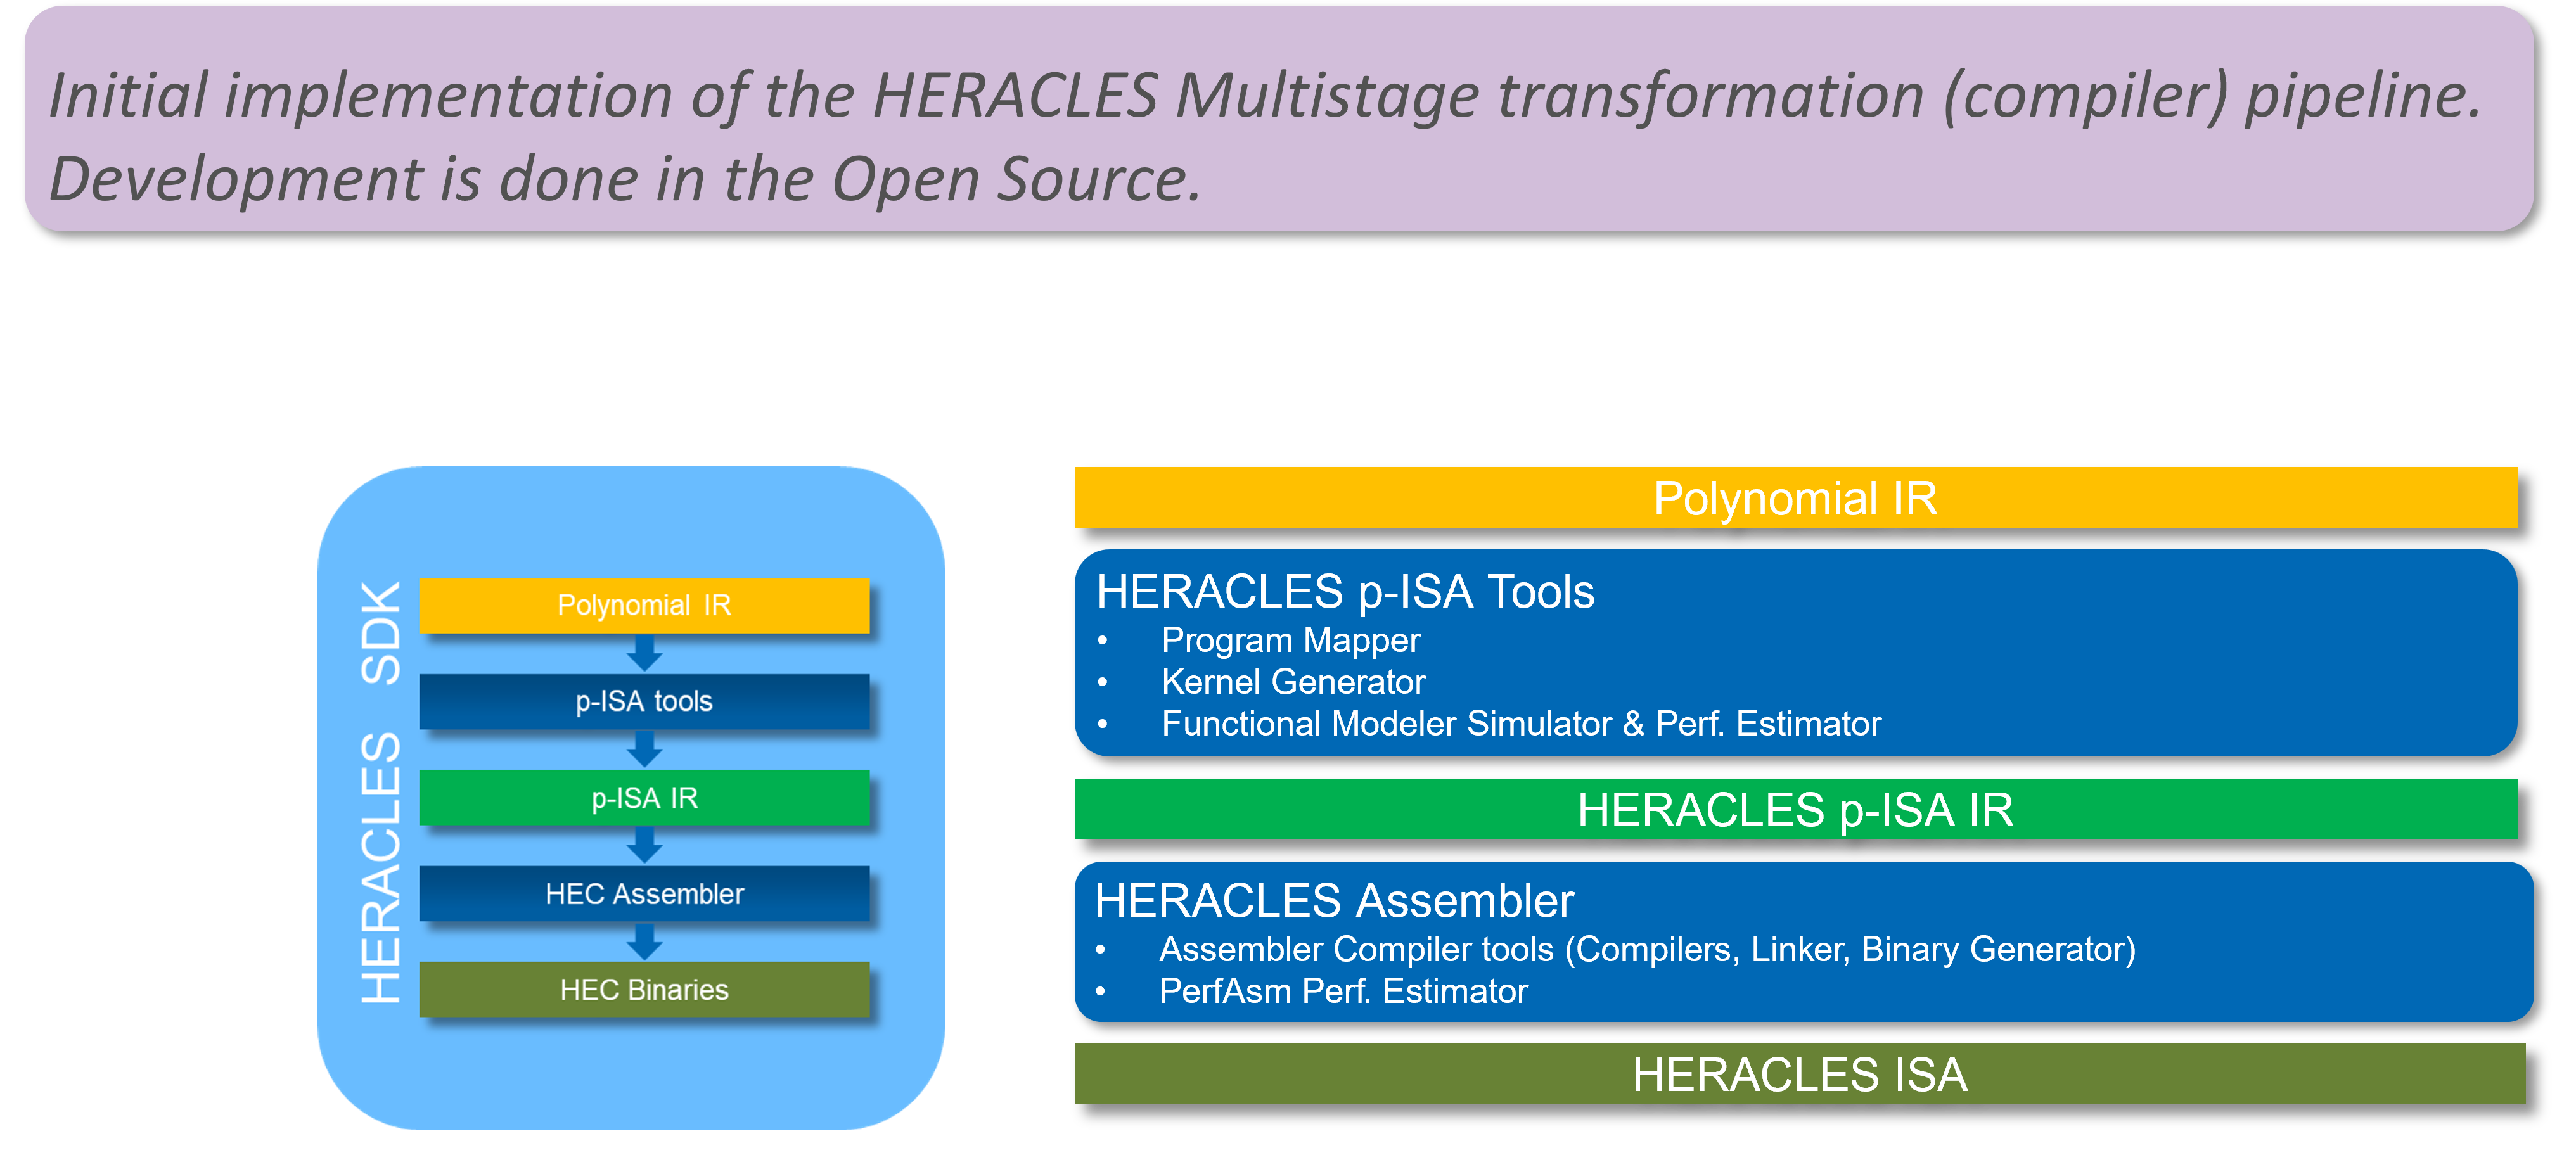 Initial implementation of the HERACLES Multistage transformation (compiler) pipeline.
Development is done in the Open Source.
HERACLES SDK
Polynomial IR
p-ISA tools
p-ISA IR
HEC Assembler
HEC Binaries
Polynomial IR
HERACLES p-ISA Tools
• Program Mapper
• Kernel Generator
• Functional Modeler Simulator & Perf. Estimator
HERACLES p-ISA IR
HERACLES Assembler
• Assembler Compiler tools (Compilers, Linker, Binary Generator)
• PerfAsm Perf. Estimator
HERACLES ISA